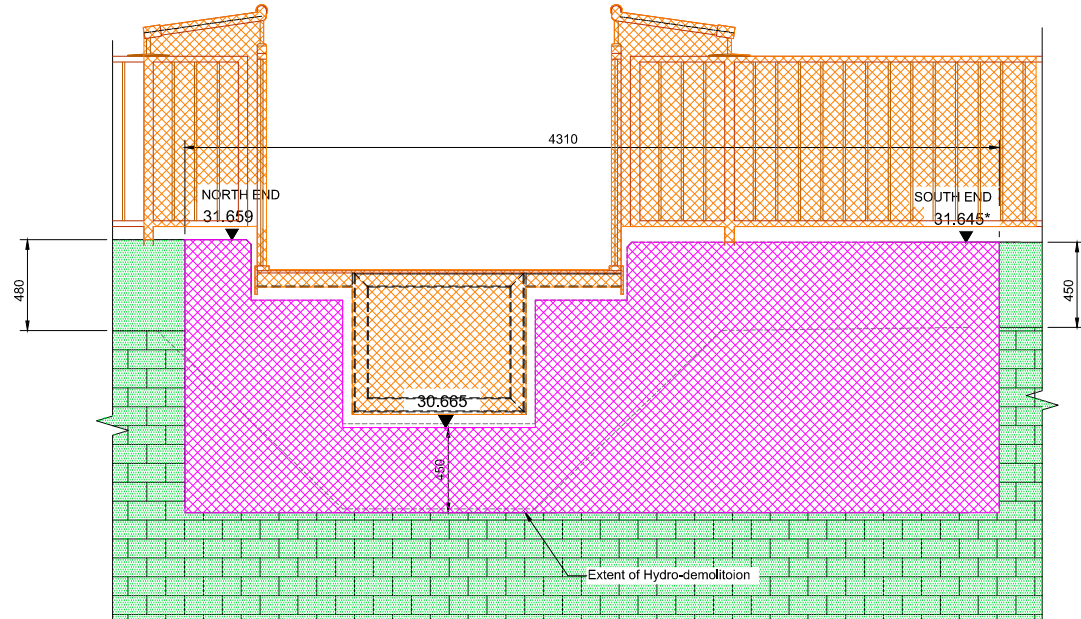 4310
NORTH END
31.659
SOUTH END
31.645*
480
450
30.665
450
Extent of Hydro-demolitoion